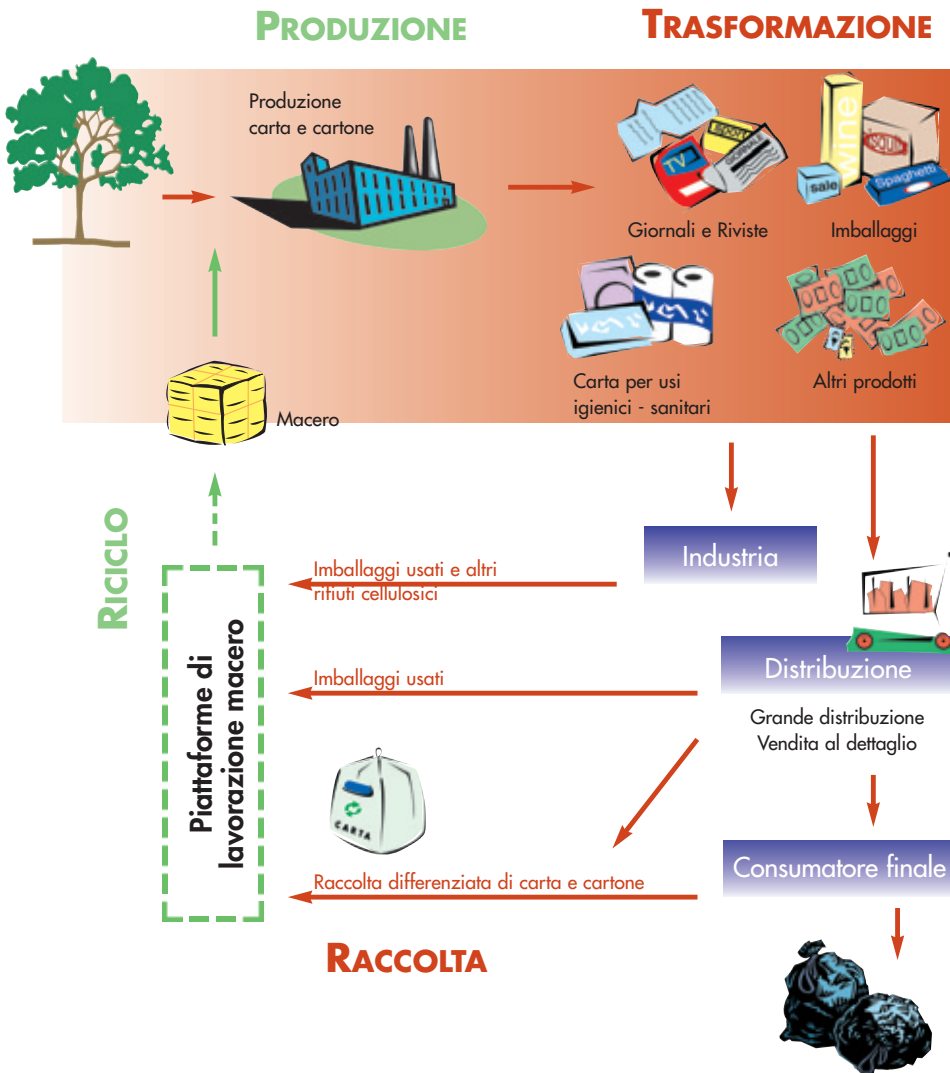 PRODUZIONE
TRASFORMAZIONE
Produzione
carta e cartone
sport
TV
GIORNALE
wine
sale
Spaghetti
Giornali e Riviste
Imballaggi
Carta per usi
igienici - sanitari
Altri prodotti
Macero
RICICLO
Industria
Imballaggi usati e altri
rifiuti cellulosici
Piattaforme di
lavorazione macero
Distribuzione
Imballaggi usati
Grande distribuzione
Vendita al dettaglio
CARTA
Consumatore finale
Raccolta differenziata di carta e cartone
RACCOLTA